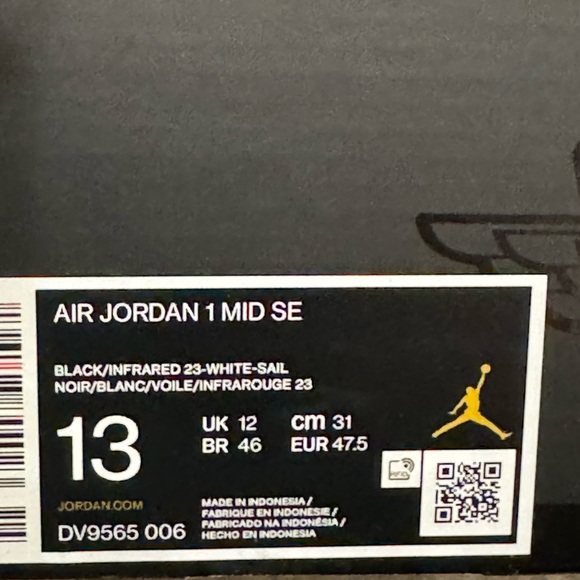 AIR JORDAN 1 MID SE
BLACK/INFRARED 23-WHITE-SAIL
NOIR/BLANC/VOILE/INFRAROUGE 23
13
UK 12 cm 31
BR 46 EUR 47.5
RFID
JORDAN.COM
DV9565 006
MADE IN INDONESIA /
FABRIQUE EN INDONESIE /
FABRICADO NA INDONÉSIA /
HECHO EN INDONESIA